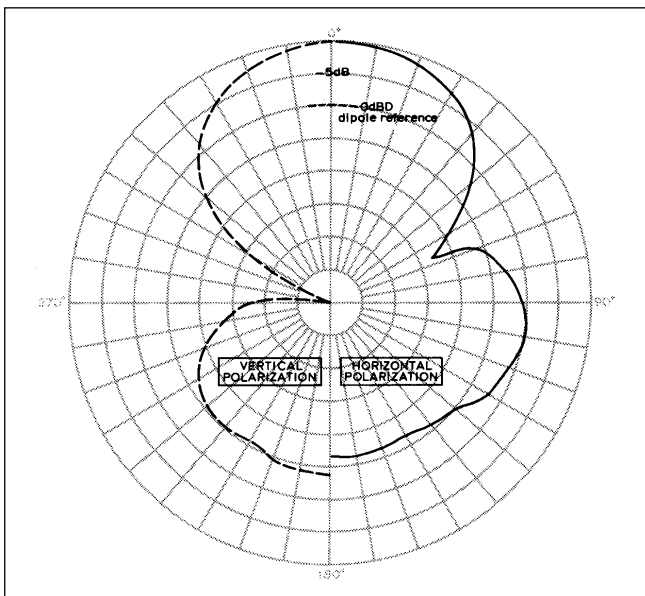 0°
-5dB
0dBD
dipole reference
270°
90°
VERTICAL
POLARIZATION
HORIZONTAL
POLARIZATION
180°